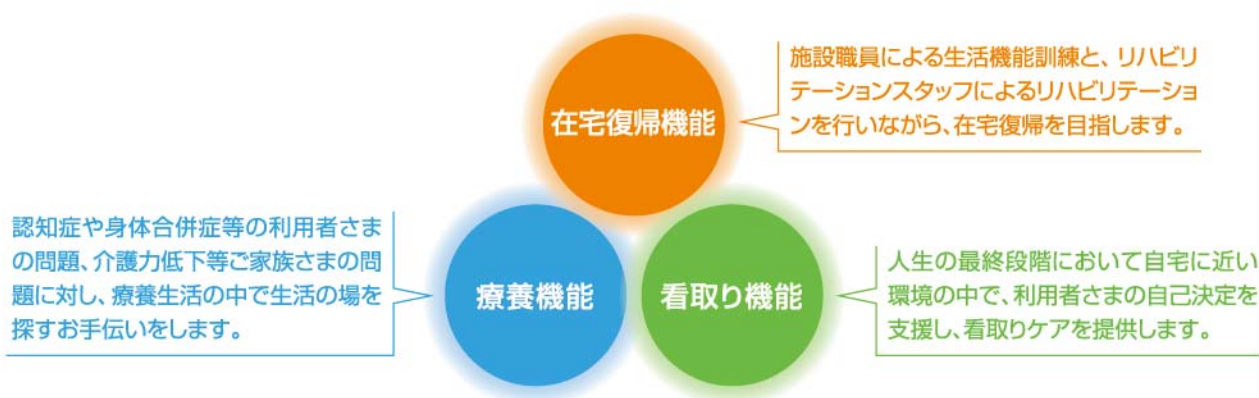 在宅復帰機能
施設職員による生活機能訓練と、リハビリ
テーションスタッフによるリハビリテーショ
ンを行いながら、在宅復帰を目指します。
療養機能
認知症や身体合併症等の利用者さま
の問題、介護力低下等ご家族さまの問
題に対し、療養生活の中で生活の場を
探すお手伝いをします。
看取り機能
人生の最終段階において自宅に近い
環境の中で、利用者さまの自己決定を
支援し、看取りケアを提供します。